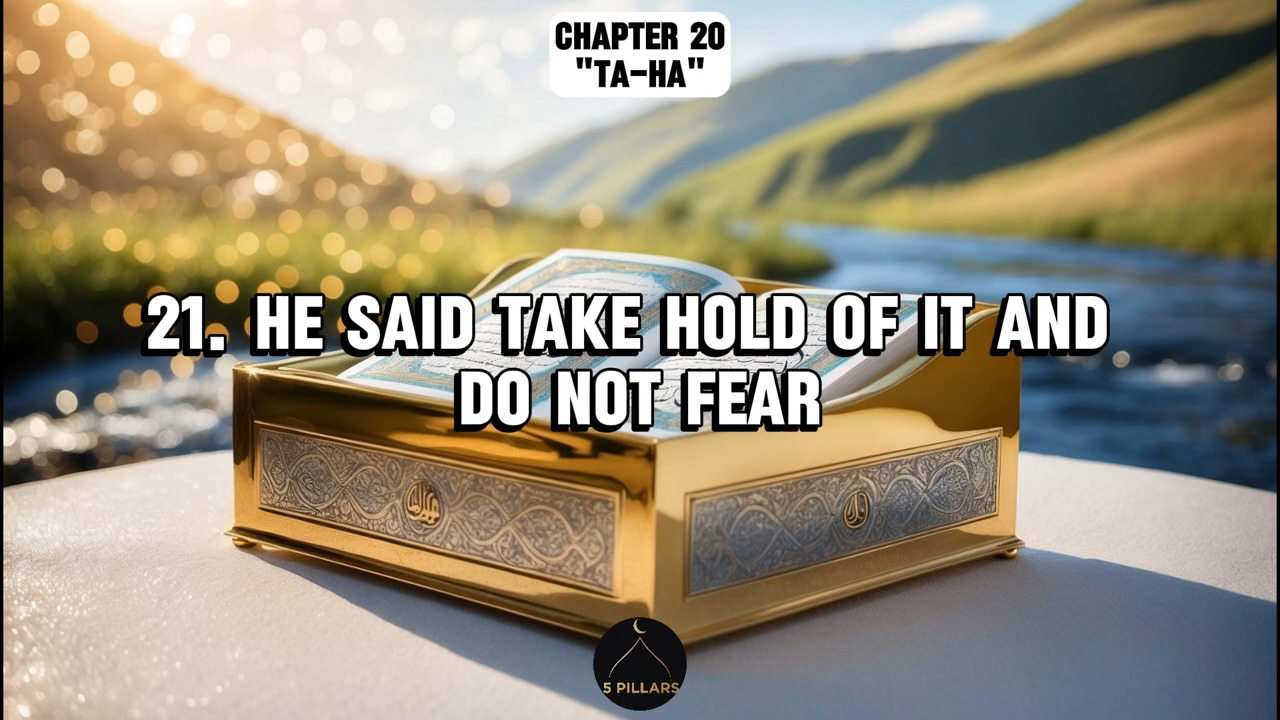 CHAPTER 20
"TA-HA"
21. HE SAID TAKE HOLD OF IT AND
DO NOT FEAR
5 PILLARS